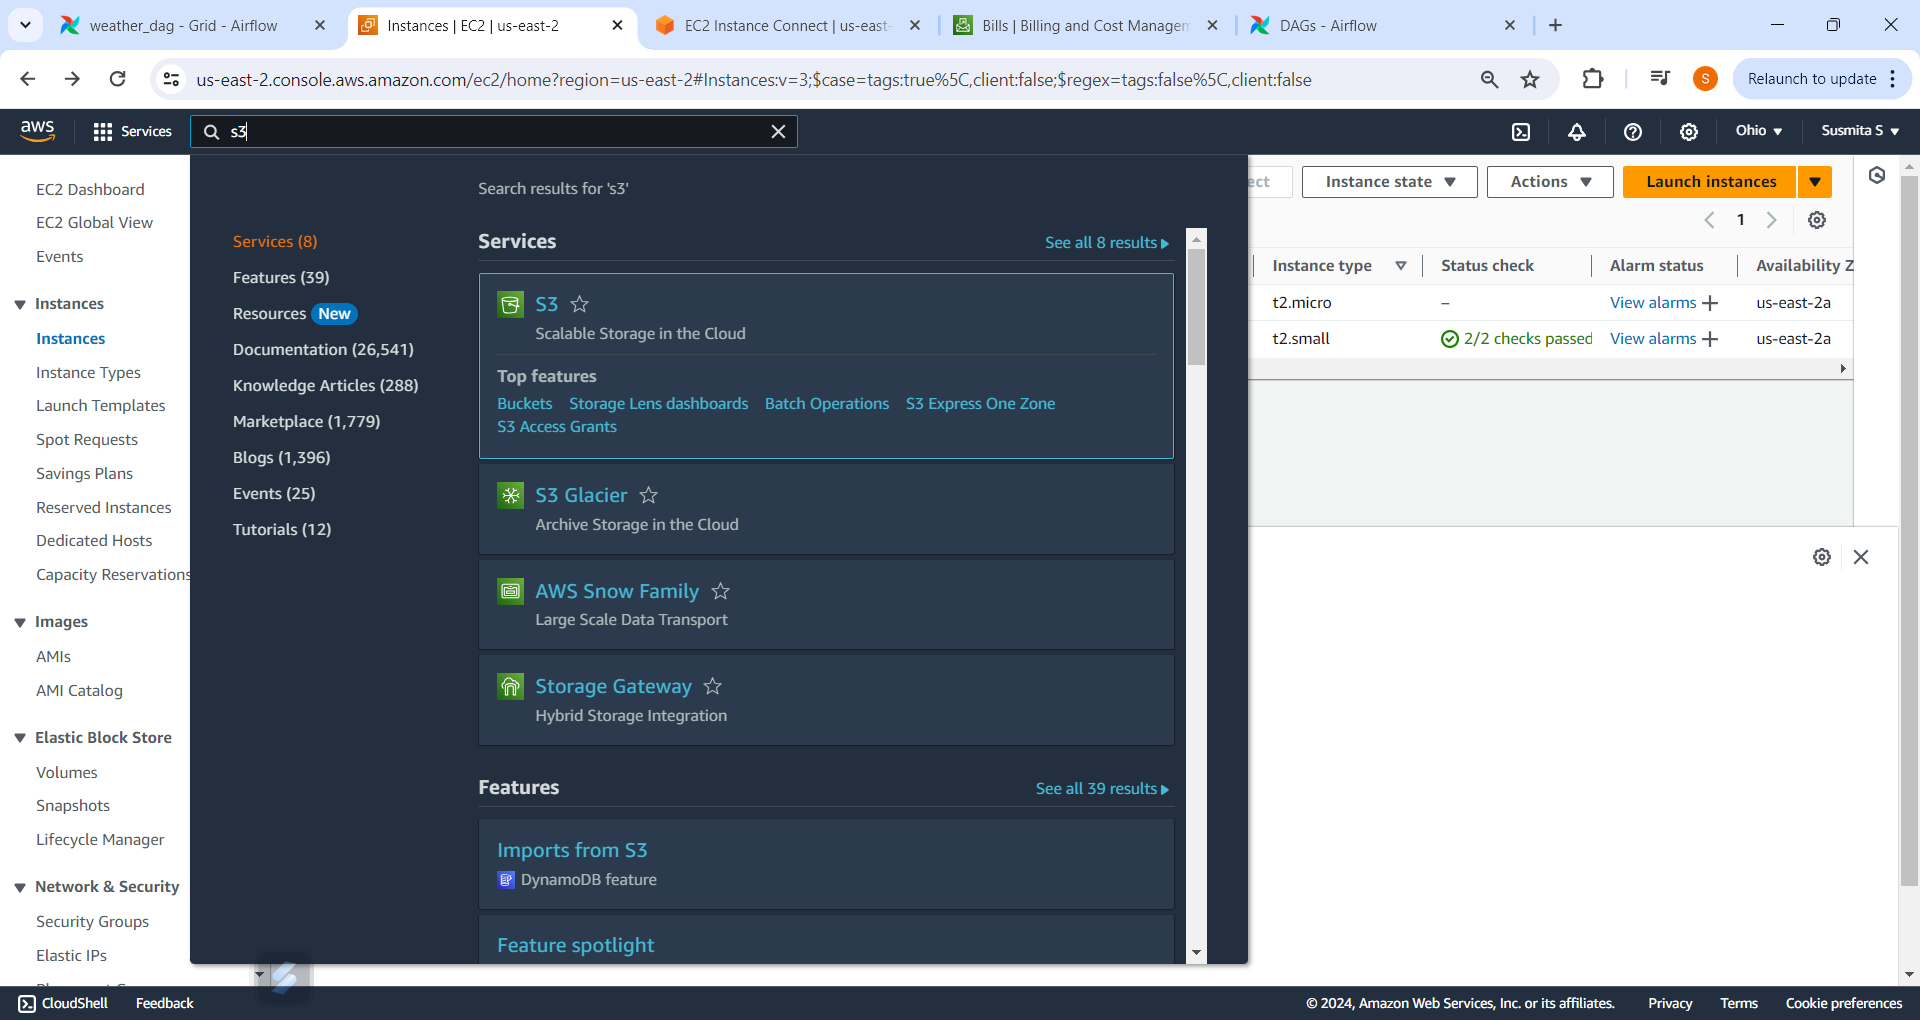 weather_dag - Grid - Airflow
Instances | EC2 | us-east-2
EC2 Instance Connect | us-east-
Bills | Billing and Cost Managem
DAGs - Airflow
us-east-2.console.aws.amazon.com/ec2/home?region=us-east-2#Instances:v=3;$case=tags:true%5C,client:false;$regex=tags:false%5C,client:false
S
Relaunch to update
aws
Services
s3
Ohio
Susmita S
EC2 Dashboard
EC2 Global View
Events
Instances
Instances
Instance Types
Launch Templates
Spot Requests
Savings Plans
Reserved Instances
Dedicated Hosts
Capacity Reservations
Images
AMIs
AMI Catalog
Elastic Block Store
Volumes
Snapshots
Lifecycle Manager
Network & Security
Security Groups
Elastic IPs
Search results for 's3'
Services (8)
Features (39)
Resources New
Documentation (26,541)
Knowledge Articles (288)
Marketplace (1,779)
Blogs (1,396)
Events (25)
Tutorials (12)
Services
See all 8 results
S3
Scalable Storage in the Cloud
Top features
Buckets Storage Lens dashboards Batch Operations S3 Express One Zone
S3 Access Grants
S3 Glacier
Archive Storage in the Cloud
AWS Snow Family
Large Scale Data Transport
Storage Gateway
Hybrid Storage Integration
Features
See all 39 results
Imports from S3
DynamoDB feature
Feature spotlight
ect
Instance state
Actions
Launch instances
1
Instance type Status check Alarm status Availability Z
t2.micro – View alarms + us-east-2a
t2.small 2/2 checks passed View alarms + us-east-2a
CloudShell
Feedback
© 2024, Amazon Web Services, Inc. or its affiliates.
Privacy
Terms
Cookie preferences